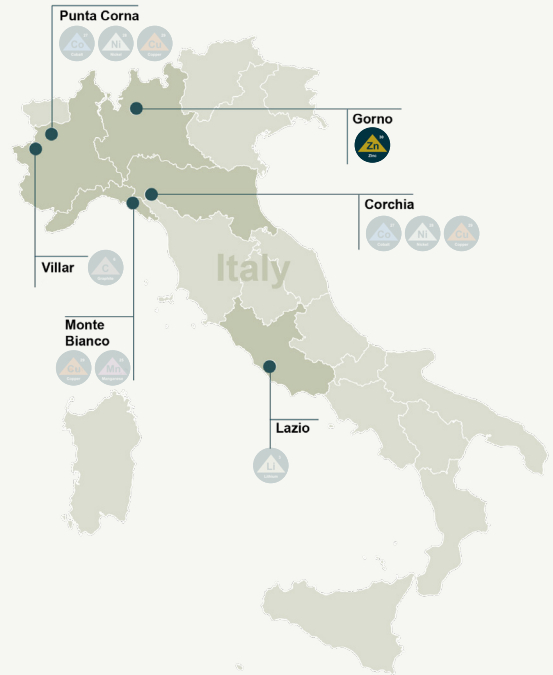 Punta Corna
Co
Ni
Cu
Gorno
Zn
Zinc
Corchia
Co
Ni
Cu
Villar
C
Italy
Monte
Bianco
Cu
Mn
Lazio
Li